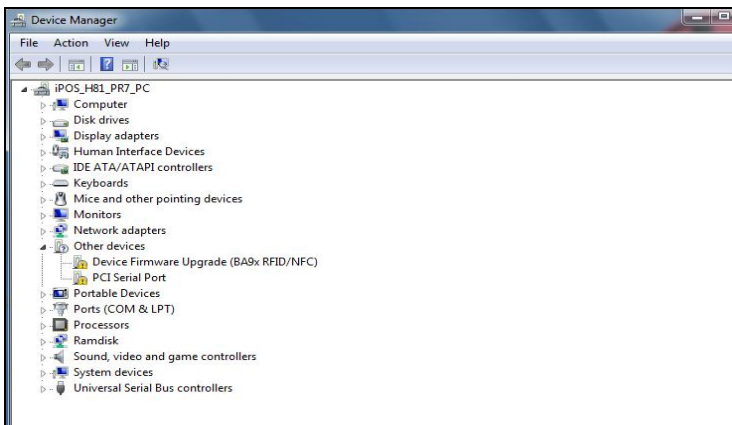 Device Manager
File Action View Help
iPOS_H81_PR7_PC
Computer
Disk drives
Display adapters
Human Interface Devices
IDE ATA/ATAPI controllers
Keyboards
Mice and other pointing devices
Monitors
Network adapters
Other devices
Device Firmware Upgrade (BA9x RFID/NFC)
PCI Serial Port
Portable Devices
Ports (COM & LPT)
Processors
Ramdisk
Sound, video and game controllers
System devices
Universal Serial Bus controllers